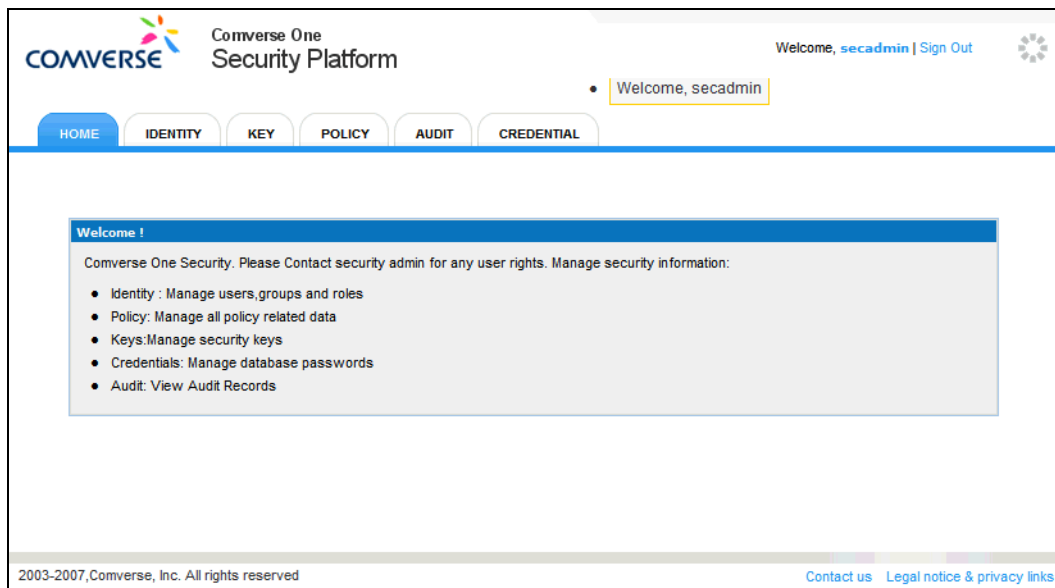 COMVERSE
Comverse One
Security Platform
Welcome, secadmin | Sign Out
Welcome, secadmin
HOME IDENTITY KEY POLICY AUDIT CREDENTIAL
Welcome !
Comverse One Security. Please Contact security admin for any user rights. Manage security information:
● Identity : Manage users,groups and roles
● Policy: Manage all policy related data
● Keys:Manage security keys
● Credentials: Manage database passwords
● Audit: View Audit Records
2003-2007,Comverse, Inc. All rights reserved
Contact us Legal notice & privacy links